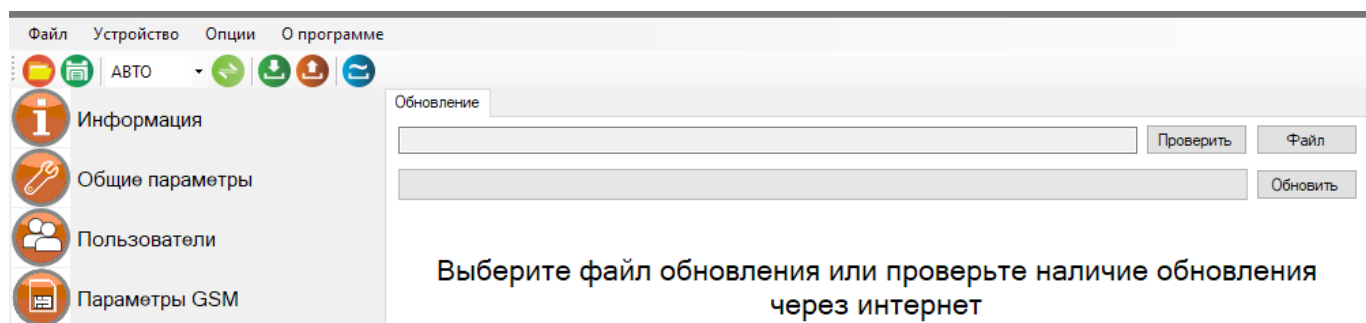 Файл Устройство Опции О программе
АВТО
Информация
Общие параметры
Пользователи
Параметры GSM
Обновление
Проверить Файл
Обновить
Выберите файл обновления или проверьте наличие обновления
через интернет